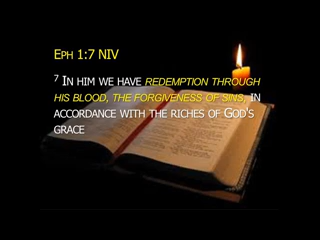 Eph 1:7 NIV
7 In him we have redemption through
his blood, the forgiveness of sins, in
accordance with the riches of God's
grace